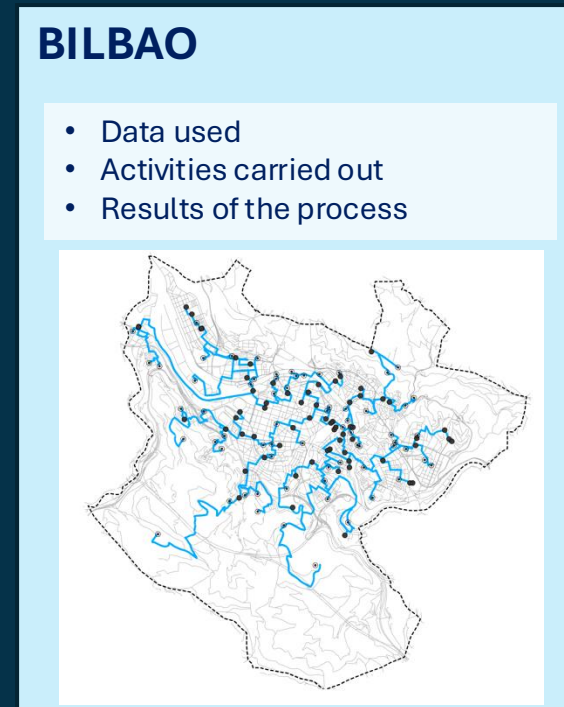 BILBAO
• Data used
• Activities carried out
• Results of the process